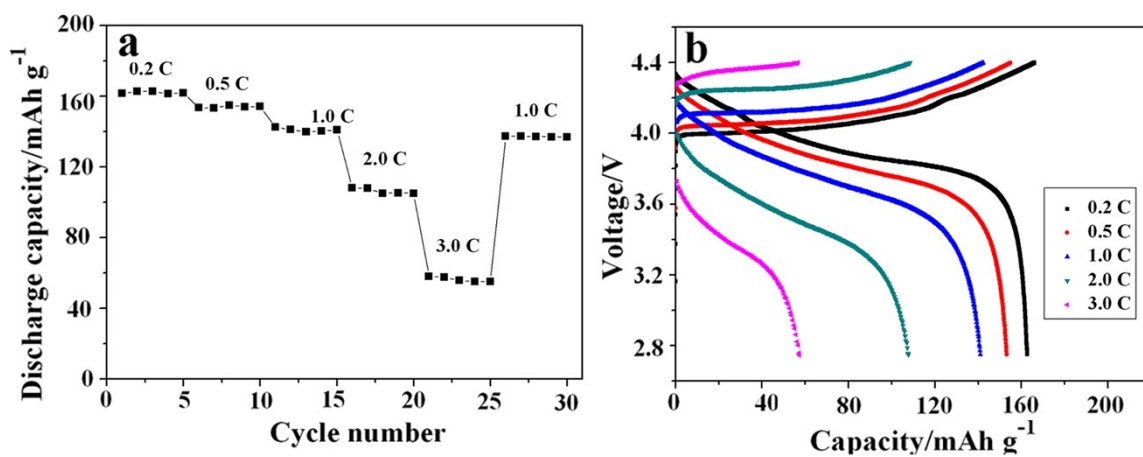 a
200
160
120
80
40
0
Discharge capacity/mAh g⁻¹
0.2 C
0.5 C
1.0 C
2.0 C
3.0 C
1.0 C
0 5 10 15 20 25 30
Cycle number
b
4.4
4.0
3.6
3.2
2.8
Voltage/V
0.2 C
0.5 C
1.0 C
2.0 C
3.0 C
0 40 80 120 160 200
Capacity/mAh g⁻¹